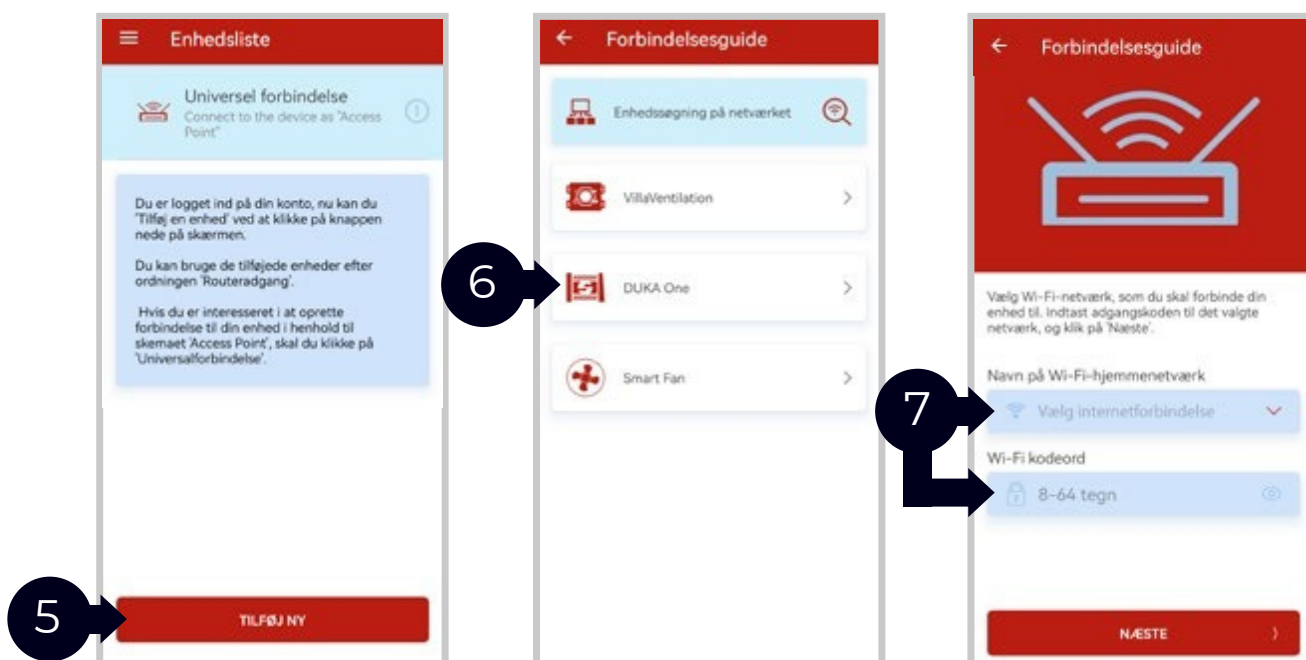 Enhedsliste
Universel forbindelse
Connect to the device as "Access
Point"
Du er logget ind på din konto, nu kan du
'Tilføj en enhed' ved at klikke på knappen
nede på skærmen.
Du kan bruge de tilføjede enheder efter
ordningen 'Routeradgang'.
Hvis du er interesseret i at oprette
forbindelse til din enhed i henhold til
skemaet 'Access Point', skal du klikke på
'Universalforbindelse'.
5
TILFØJ NY
Forbindelsesguide
Enhedssøgning på netværket
VillaVentilation
6
DUKA One
Smart Fan
Forbindelsesguide
Vælg Wi-Fi-netværk, som du skal forbinde din
enhed til. Indtast adgangskoden til det valgte
netværk, og klik på 'Næste'.
Navn på Wi-Fi-hjemmenetværk
7
Vælg internetforbindelse
Wi-Fi kodeord
8-64 tegn
NÆSTE